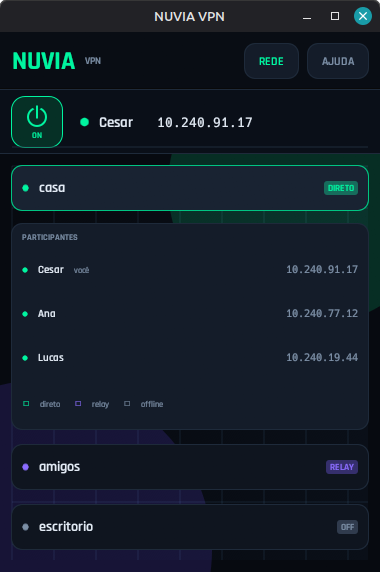 NUVIA VPN
NUVIA VPN REDE AJUDA
ON Cesar 10.240.91.17
casa DIRETO
PARTICIPANTES
Cesar você 10.240.91.17
Ana 10.240.77.12
Lucas 10.240.19.44
direto relay offline
amigos RELAY
escritorio OFF